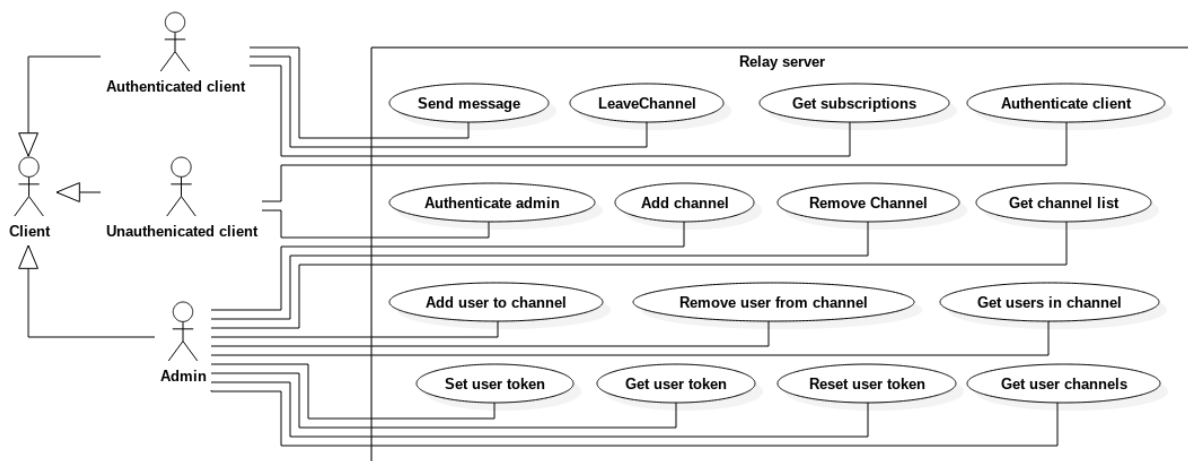 Relay server
Authenticated client
Send message
LeaveChannel
Get subscriptions
Authenticate client
Client
Unauthenicated client
Authenticate admin
Add channel
Remove Channel
Get channel list
Add user to channel
Remove user from channel
Get users in channel
Admin
Set user token
Get user token
Reset user token
Get user channels